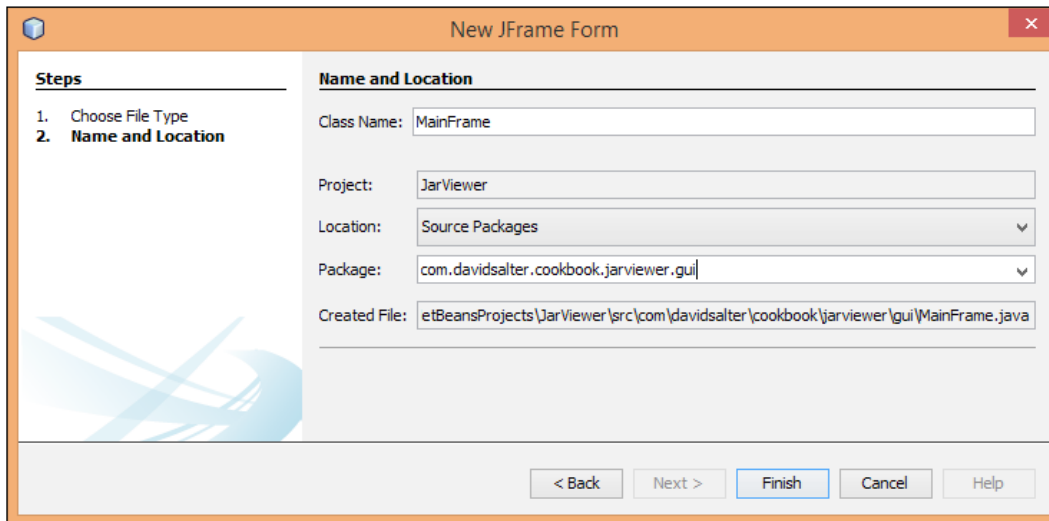 New JFrame Form
Steps
1. Choose File Type
2. Name and Location
Name and Location
Class Name: MainFrame
Project: JarViewer
Location: Source Packages
Package: com.davidsalter.cookbook.jarviewer.gui
Created File: etBeansProjects\JarViewer\src\com\davidsalter\cookbook\jarviewer\gui\MainFrame.java
< Back Next > Finish Cancel Help